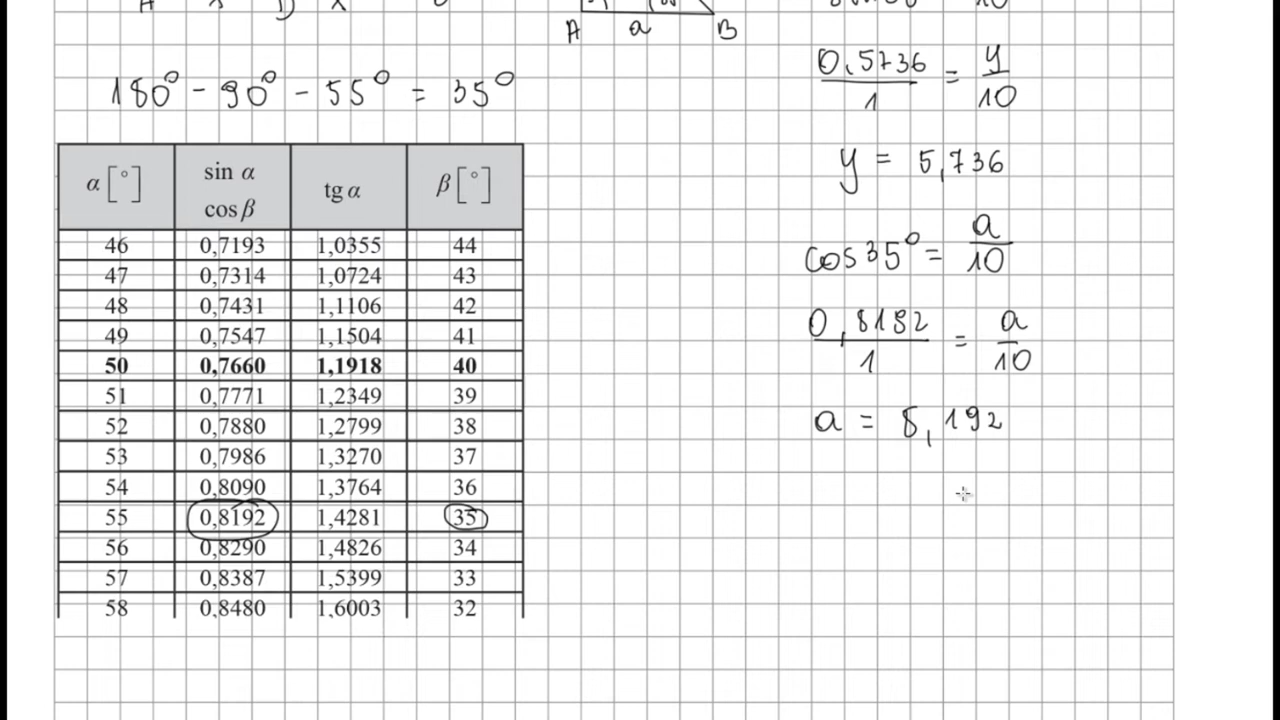 A a B
180° - 90° - 55° = 35°
α [°] sin α cos β tg α β [°]
46 0,7193 1,0355 44
47 0,7314 1,0724 43
48 0,7431 1,1106 42
49 0,7547 1,1504 41
50 0,7660 1,1918 40
51 0,7771 1,2349 39
52 0,7880 1,2799 38
53 0,7986 1,3270 37
54 0,8090 1,3764 36
55 0,8192 1,4281 35
56 0,8290 1,4826 34
57 0,8387 1,5399 33
58 0,8480 1,6003 32
0,5736/1 = y/10
y = 5,736
cos 35° = a/10
0,8182/1 = a/10
a = 8,192